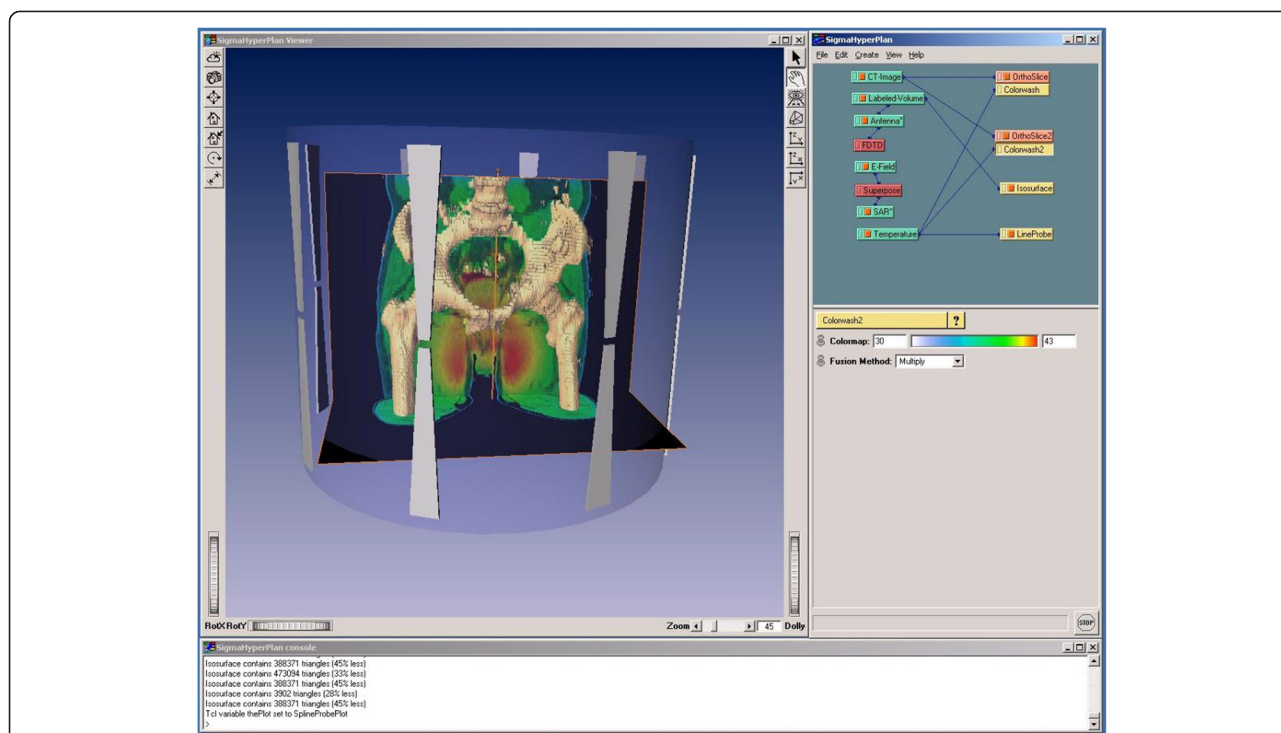 SigmaHyperPlan Viewer
RotX RotY
Zoom
45
Dolly
SigmaHyperPlan
File Edit Create View Help
CT-Image
OrthoSlice
Colorwash
Labeled-Volume
Antenna*
OrthoSlice2
FDTD
Colorwash2
E-Field
Isosurface
Superpose
SAR*
Temperature
LineProbe
Colorwash2
?
Colormap: 30
43
Fusion Method: Multiply
STOP
SigmaHyperPlan console
Isosurface contains 388371 triangles (45% less)
Isosurface contains 473094 triangles (33% less)
Isosurface contains 388371 triangles (45% less)
Isosurface contains 3902 triangles (28% less)
Isosurface contains 388371 triangles (45% less)
Tcl variable thePlot set to SplineProbePlot
>